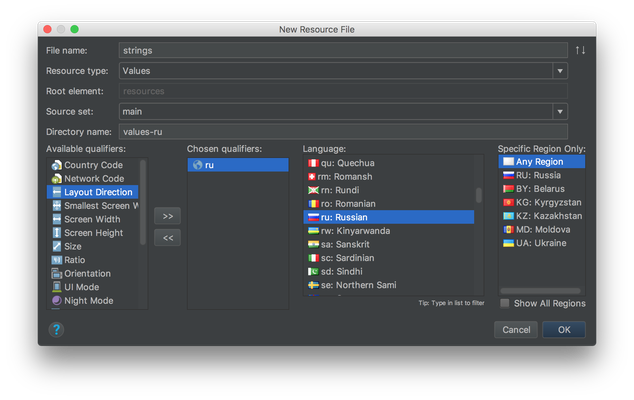 New Resource File
File name: strings
Resource type: Values
Root element: resources
Source set: main
Directory name: values-ru
Available qualifiers:
Country Code
Network Code
Layout Direction
Smallest Screen W
Screen Width
Screen Height
Size
Ratio
Orientation
UI Mode
Night Mode
>>
<<
Chosen qualifiers:
ru
Language:
qu: Quechua
rm: Romansh
rn: Rundi
ro: Romanian
ru: Russian
rw: Kinyarwanda
sa: Sanskrit
sc: Sardinian
sd: Sindhi
se: Northern Sami
Tip: Type in list to filter
Specific Region Only:
Any Region
RU: Russia
BY: Belarus
KG: Kyrgyzstan
KZ: Kazakhstan
MD: Moldova
UA: Ukraine
Show All Regions
?
Cancel
OK